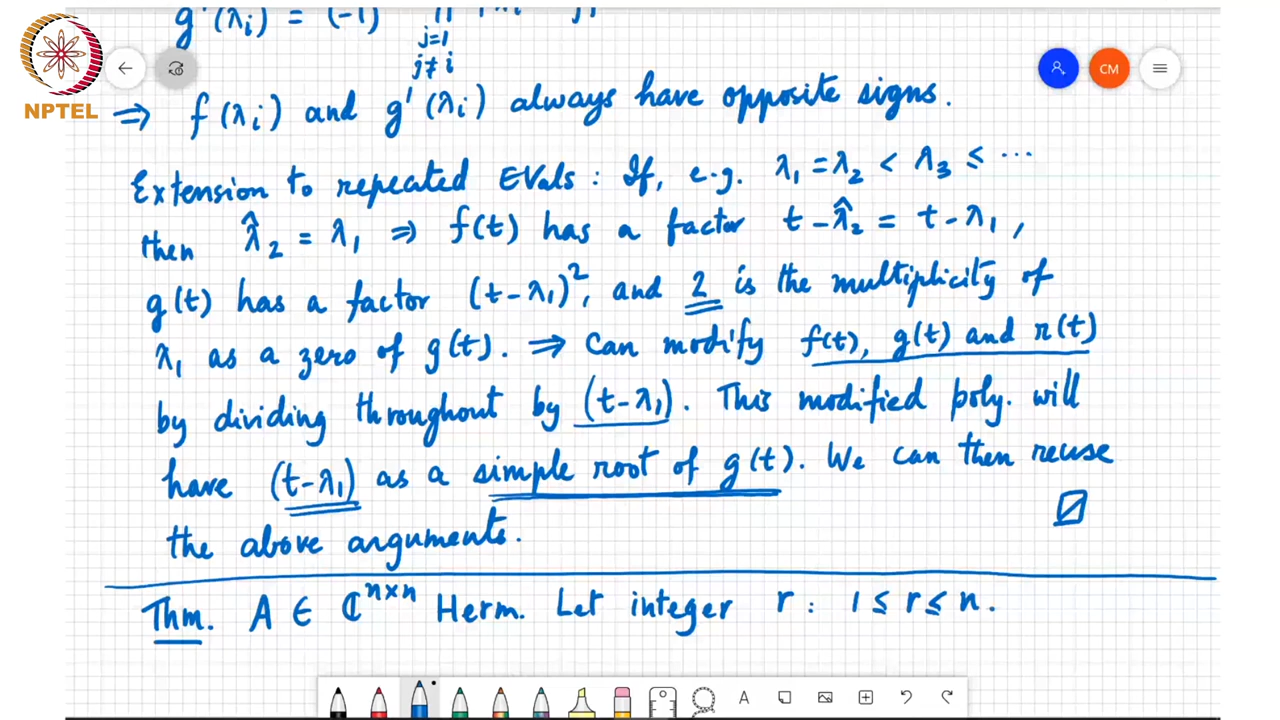 g'(λi) = (-1)
j=1
j≠i
NPTEL
CM
⇒ f(λi) and g'(λi) always have opposite signs.
Extension to repeated EVals : If, e.g. λ1 = λ2 < λ3 ≤ ...
then λ̂2 = λ1 ⇒ f(t) has a factor t - λ̂2 = t - λ1 ,
g(t) has a factor (t - λ1)², and 2 is the multiplicity of
λ1 as a zero of g(t). ⇒ Can modify f(t), g(t) and r(t)
by dividing throughout by (t - λ1). This modified poly. will
have (t - λ1) as a simple root of g(t). We can then reuse
the above arguments.
Thm. A ∈ ℂⁿˣⁿ Herm. Let integer r : 1 ≤ r ≤ n.
A